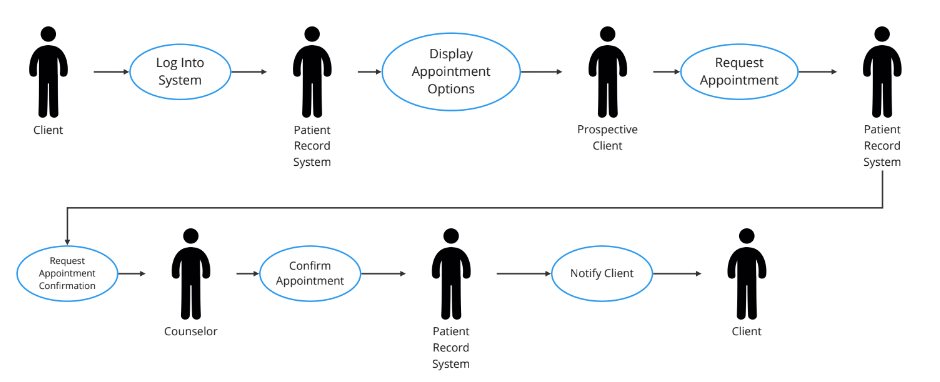 Log Into
System
Display
Appointment
Options
Request
Appointment
Client
Patient
Record
System
Prospective
Client
Patient
Record
System
Request
Appointment
Confirmation
Confirm
Appointment
Notify Client
Counselor
Patient
Record
System
Client